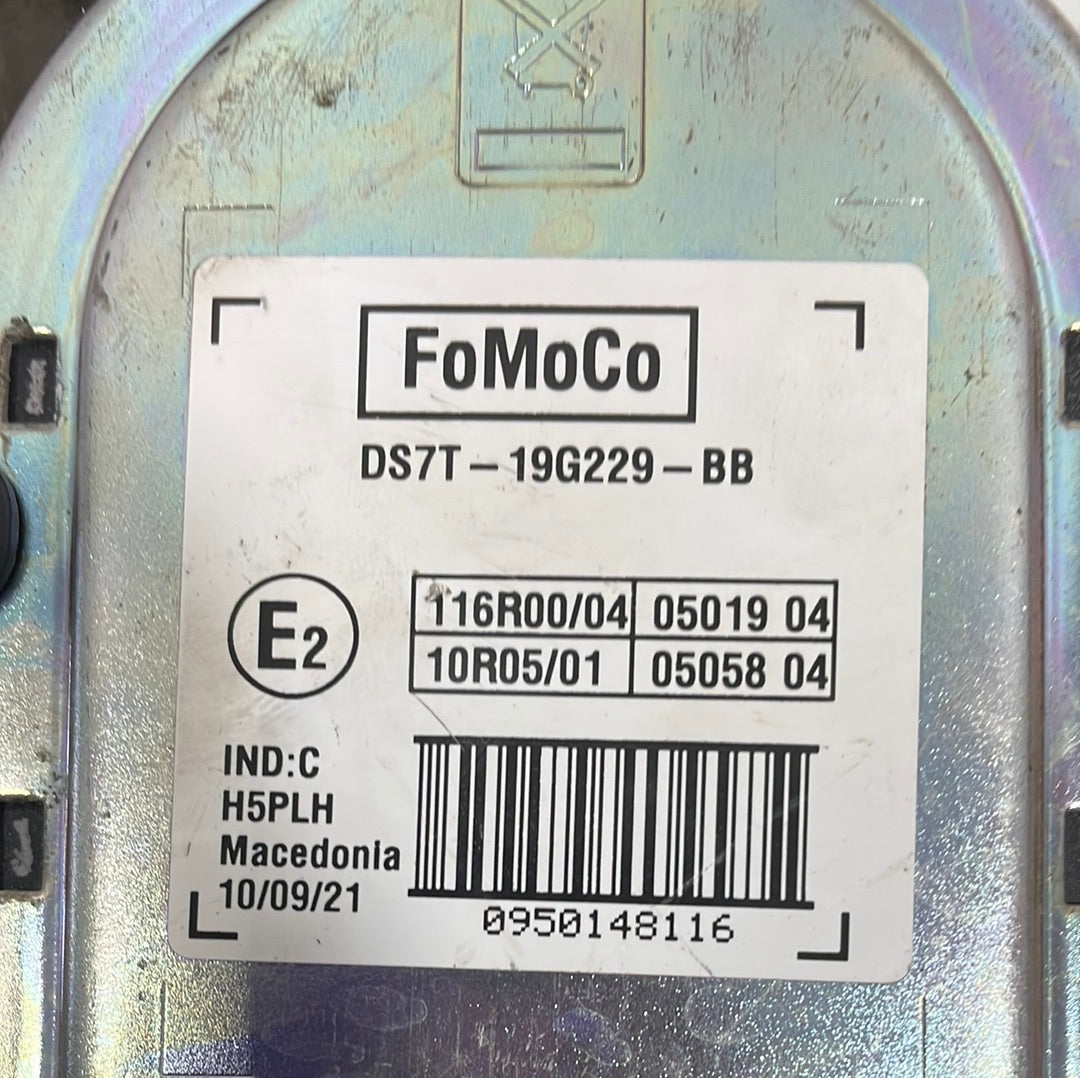 FoMoCo
DS7T – 19G229 – BB
E2
116R00/04 05019 04
10R05/01 05058 04
IND:C
H5PLH
Macedonia
10/09/21
0950148116